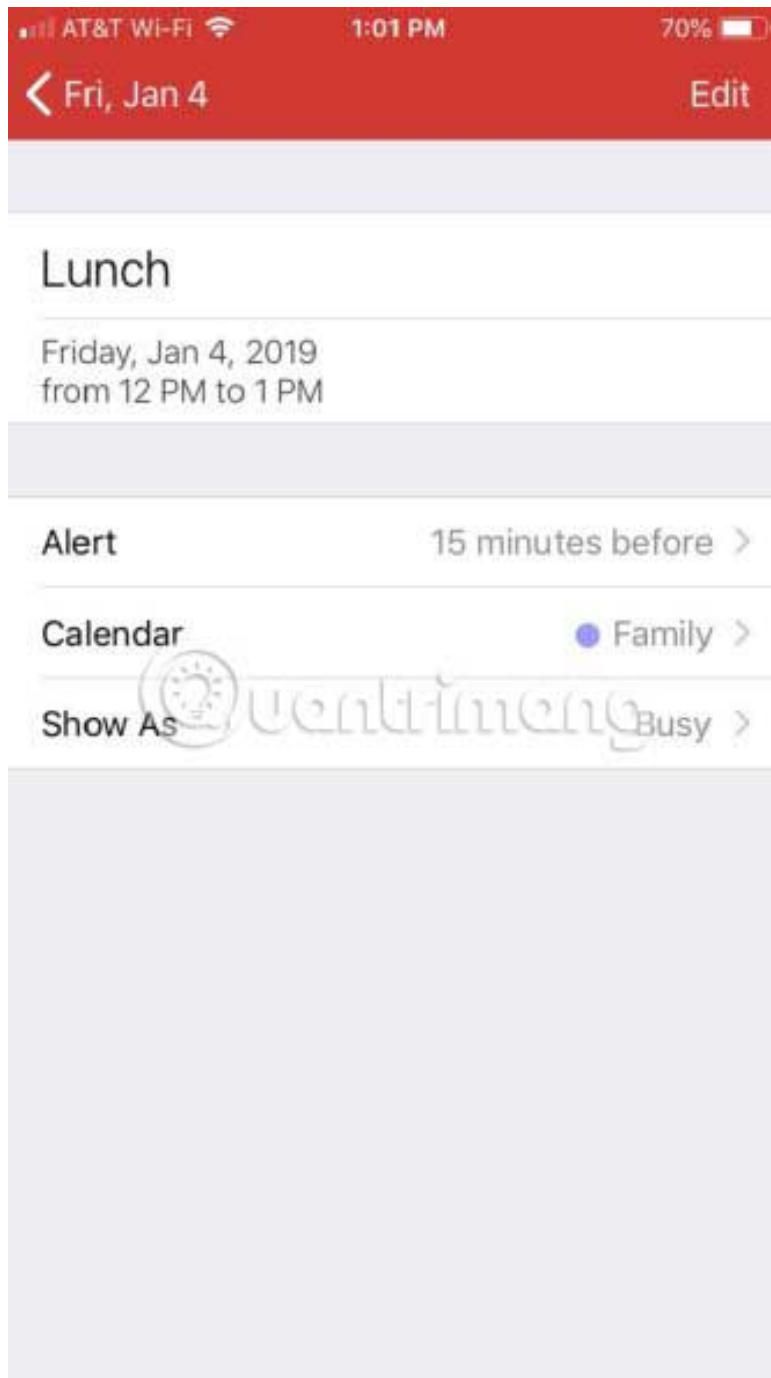 AT&T Wi-Fi 1:01 PM 70%
Fri, Jan 4 Edit
Lunch
Friday, Jan 4, 2019
from 12 PM to 1 PM
Alert 15 minutes before
Calendar Family
Quantrimang
Show As Busy